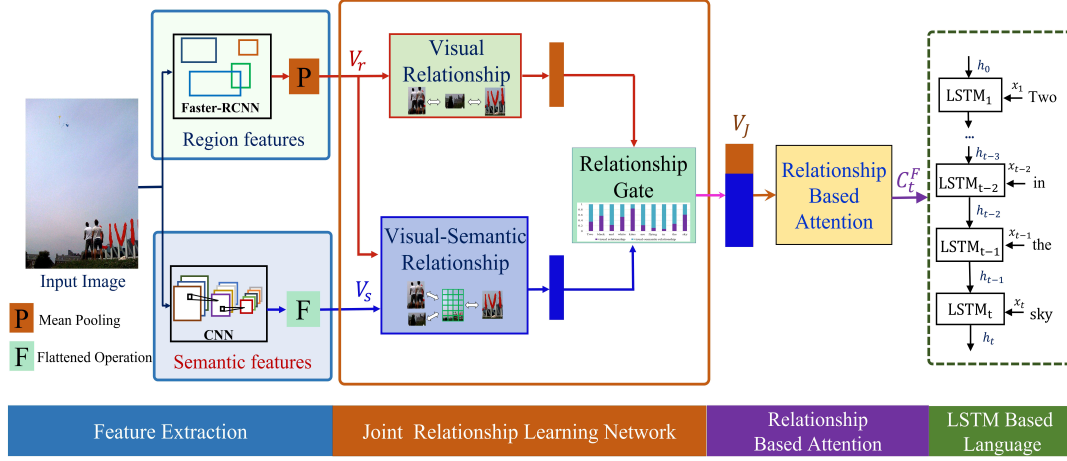 Faster-RCNN
P
Region features
Input Image
P Mean Pooling
F Flattened Operation
CNN
F
Semantic features
V_r
V_s
Visual
Relationship
Visual-Semantic
Relationship
Relationship
Gate
V_J
Relationship
Based
Attention
C_t^F
h_0
LSTM_1
x_1
Two
...
h_{t-3}
LSTM_{t-2}
x_{t-2}
in
h_{t-2}
LSTM_{t-1}
x_{t-1}
the
h_{t-1}
LSTM_t
x_t
sky
h_t
Feature Extraction
Joint Relationship Learning Network
Relationship
Based Attention
LSTM Based
Language